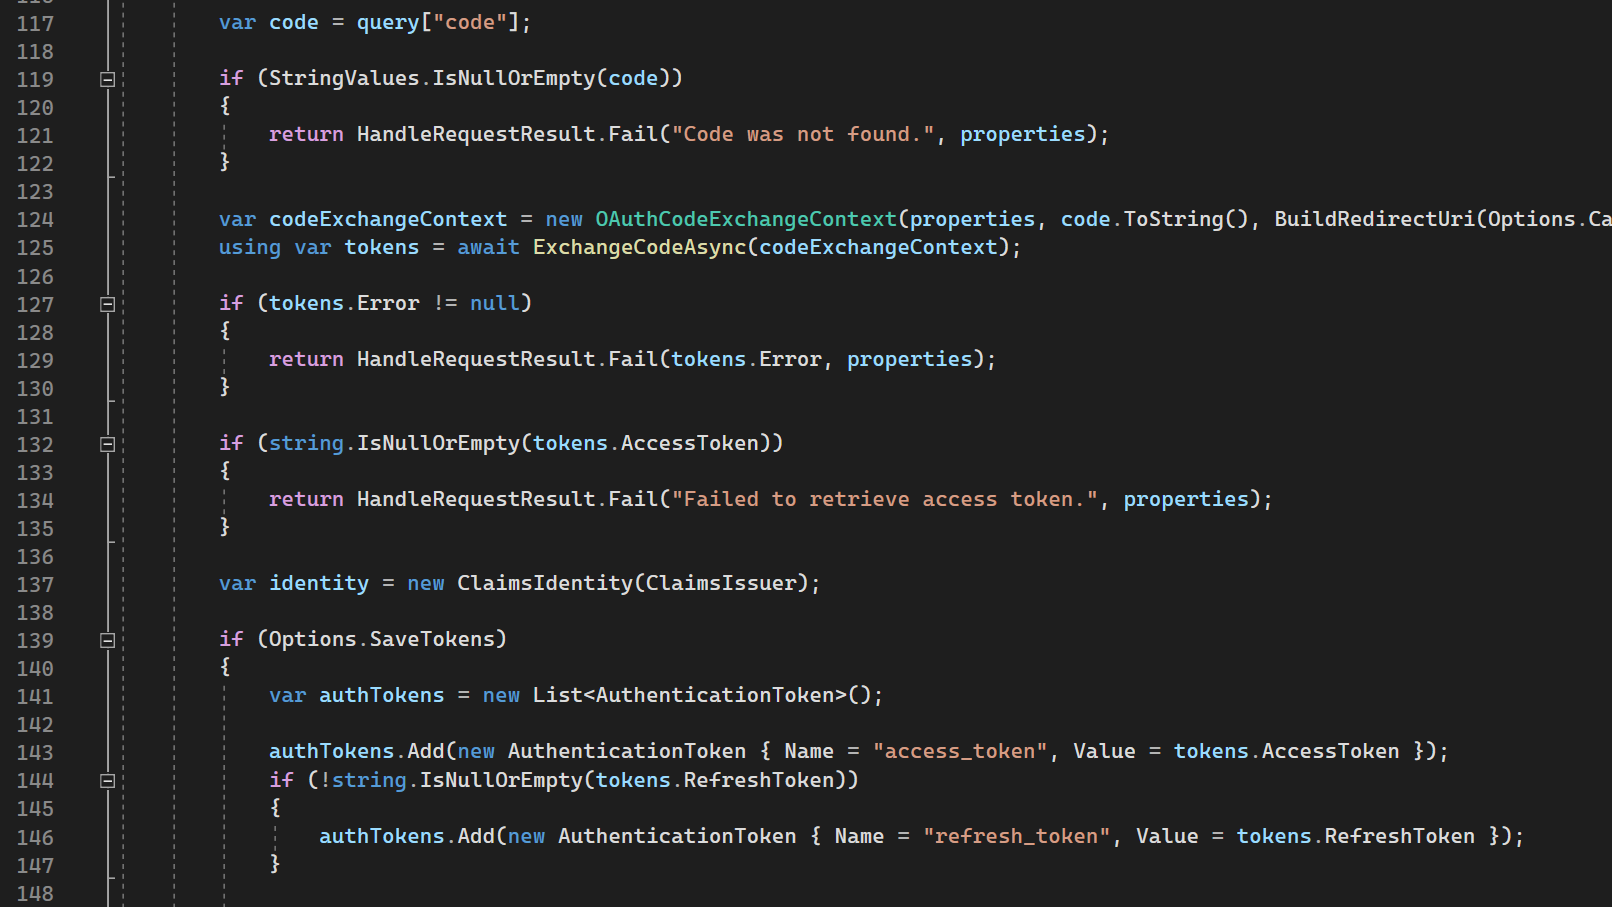 117 var code = query["code"];
118
119 if (StringValues.IsNullOrEmpty(code))
120 {
121 return HandleRequestResult.Fail("Code was not found.", properties);
122 }
123
124 var codeExchangeContext = new OAuthCodeExchangeContext(properties, code.ToString(), BuildRedirectUri(Options.Ca
125 using var tokens = await ExchangeCodeAsync(codeExchangeContext);
126
127 if (tokens.Error != null)
128 {
129 return HandleRequestResult.Fail(tokens.Error, properties);
130 }
131
132 if (string.IsNullOrEmpty(tokens.AccessToken))
133 {
134 return HandleRequestResult.Fail("Failed to retrieve access token.", properties);
135 }
136
137 var identity = new ClaimsIdentity(ClaimsIssuer);
138
139 if (Options.SaveTokens)
140 {
141 var authTokens = new List<AuthenticationToken>();
142
143 authTokens.Add(new AuthenticationToken { Name = "access_token", Value = tokens.AccessToken });
144 if (!string.IsNullOrEmpty(tokens.RefreshToken))
145 {
146 authTokens.Add(new AuthenticationToken { Name = "refresh_token", Value = tokens.RefreshToken });
147 }
148